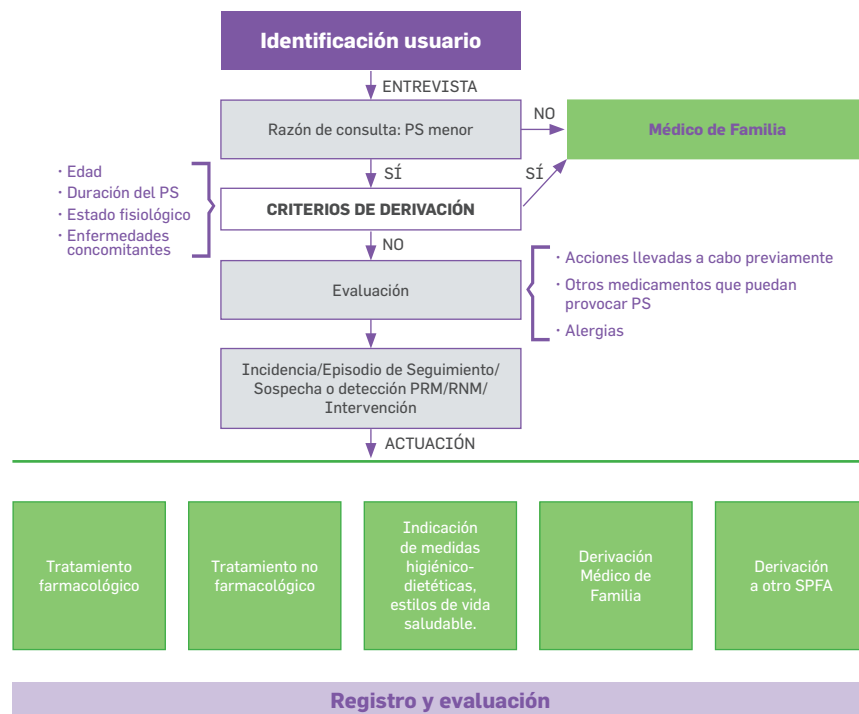 Identificación usuario
ENTREVISTA
Razón de consulta: PS menor
NO
Médico de Familia
SÍ
SÍ
· Edad
· Duración del PS
· Estado fisiológico
· Enfermedades
concomitantes
CRITERIOS DE DERIVACIÓN
NO
Evaluación
· Acciones llevadas a cabo previamente
· Otros medicamentos que puedan
provocar PS
· Alergias
Incidencia/Episodio de Seguimiento/
Sospecha o detección PRM/RNM/
Intervención
ACTUACIÓN
Tratamiento
farmacológico
Tratamiento no
farmacológico
Indicación
de medidas
higiénico-
dietéticas,
estilos de vida
saludable.
Derivación
Médico de
Familia
Derivación
a otro SPFA
Registro y evaluación